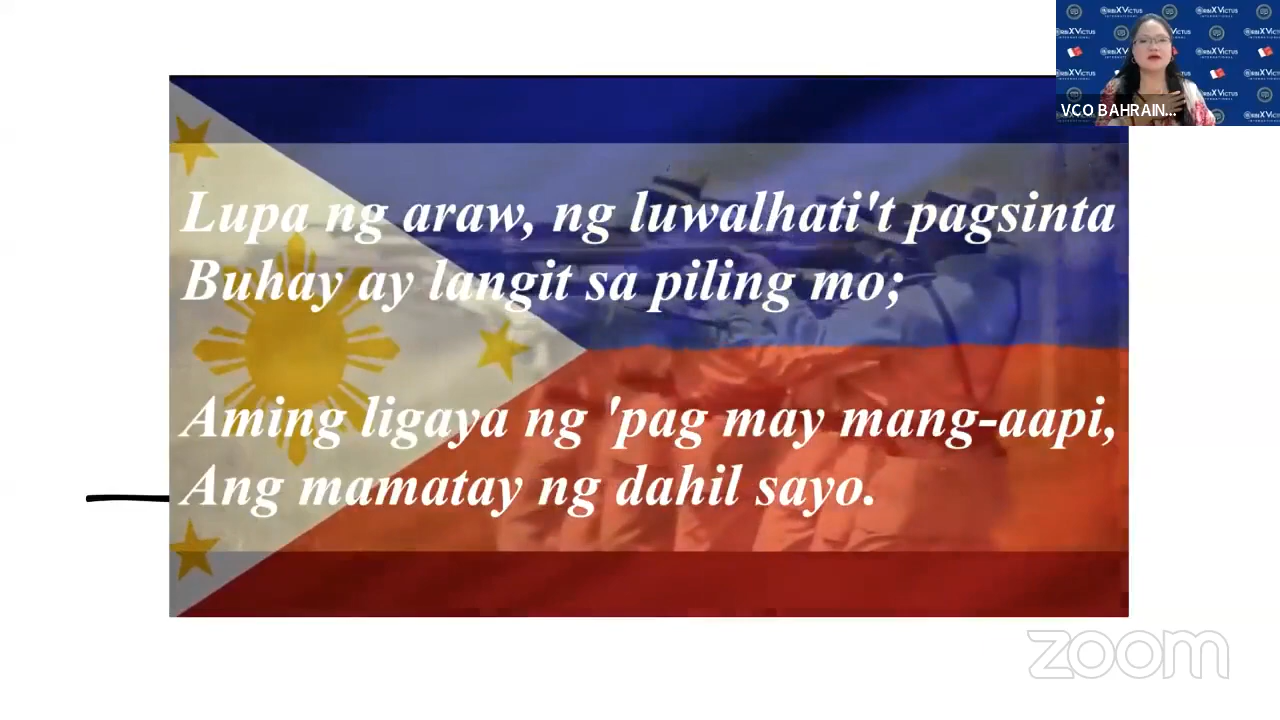 Lupa ng araw, ng luwalhati't pagsinta
Buhay ay langit sa piling mo;
Aming ligaya ng 'pag may mang-aapi,
Ang mamatay ng dahil sayo.
VCO BAHRAIN...
zoom